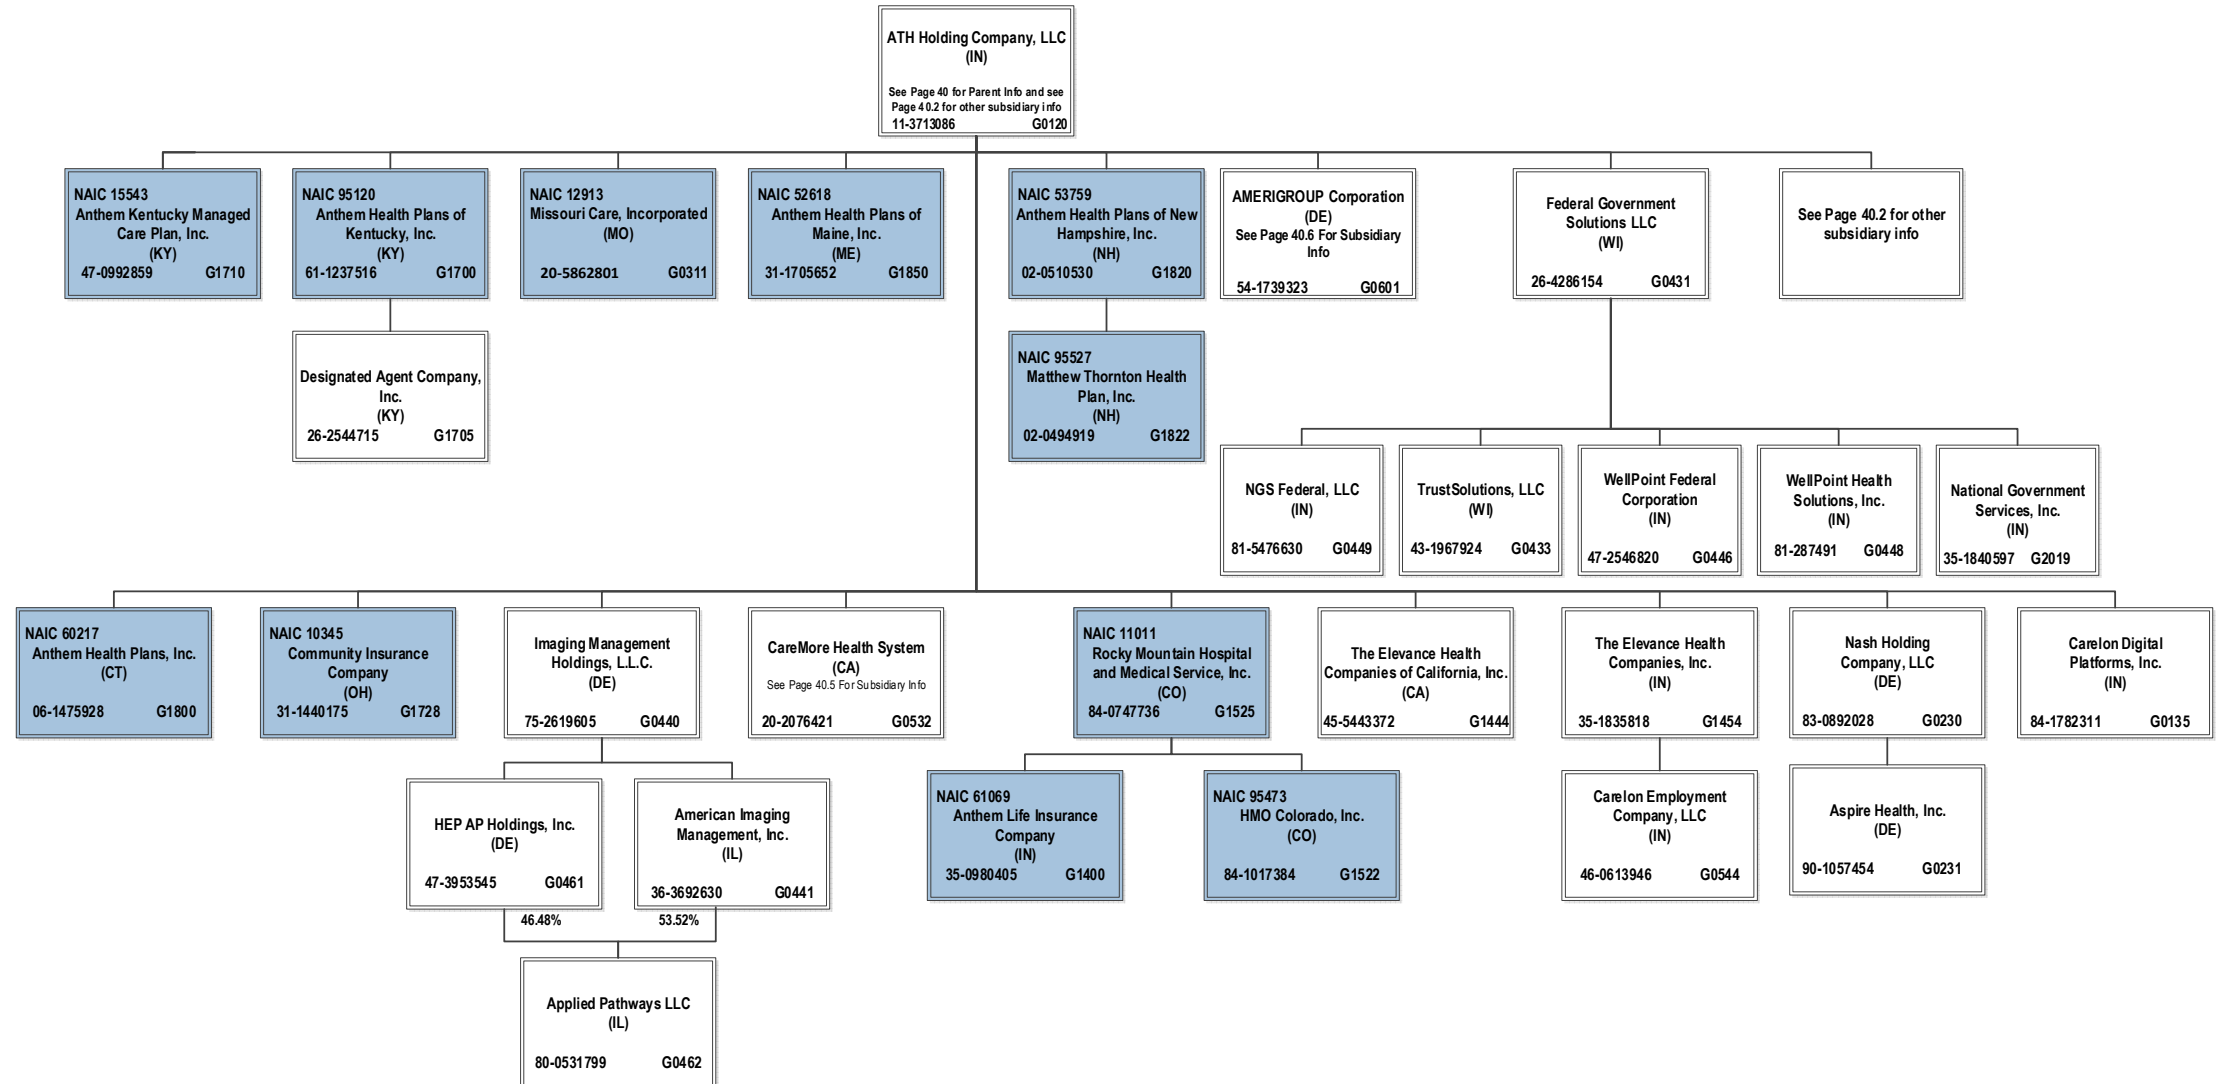 ATH Holding Company, LLC
(IN)
See Page 40 for Parent Info and see
Page 40.2 for other subsidiary info
11-3713086 G0120
NAIC 15543
Anthem Kentucky Managed
Care Plan, Inc.
(KY)
47-0992859 G1710
NAIC 95120
Anthem Health Plans of
Kentucky, Inc.
(KY)
61-1237516 G1700
NAIC 12913
Missouri Care, Incorporated
(MO)
20-5862801 G0311
NAIC 52618
Anthem Health Plans of
Maine, Inc.
(ME)
31-1705652 G1850
NAIC 53759
Anthem Health Plans of New
Hampshire, Inc.
(NH)
02-0510530 G1820
AMERIGROUP Corporation
(DE)
See Page 40.6 For Subsidiary
Info
54-1739323 G0601
Federal Government
Solutions LLC
(WI)
26-4286154 G0431
See Page 40.2 for other
subsidiary info
Designated Agent Company,
Inc.
(KY)
26-2544715 G1705
NAIC 95527
Matthew Thornton Health
Plan, Inc.
(NH)
02-0494919 G1822
NGS Federal, LLC
(IN)
81-5476630 G0449
TrustSolutions, LLC
(WI)
43-1967924 G0433
WellPoint Federal
Corporation
(IN)
47-2546820 G0446
WellPoint Health
Solutions, Inc.
(IN)
81-287491 G0448
National Government
Services, Inc.
(IN)
35-1840597 G2019
NAIC 60217
Anthem Health Plans, Inc.
(CT)
06-1475928 G1800
NAIC 10345
Community Insurance
Company
(OH)
31-1440175 G1728
Imaging Management
Holdings, L.L.C.
(DE)
75-2619605 G0440
CareMore Health System
(CA)
See Page 40.5 For Subsidiary Info
20-2076421 G0532
NAIC 11011
Rocky Mountain Hospital
and Medical Service, Inc.
(CO)
84-0747736 G1525
The Elevance Health
Companies of California, Inc.
(CA)
45-5443372 G1444
The Elevance Health
Companies, Inc.
(IN)
35-1835818 G1454
Nash Holding
Company, LLC
(DE)
83-0892028 G0230
Carelon Digital
Platforms, Inc.
(IN)
84-1782311 G0135
HEP AP Holdings, Inc.
(DE)
47-3953545 G0461
American Imaging
Management, Inc.
(IL)
36-3692630 G0441
NAIC 61069
Anthem Life Insurance
Company
(IN)
35-0980405 G1400
NAIC 95473
HMO Colorado, Inc.
(CO)
84-1017384 G1522
Carelon Employment
Company, LLC
(IN)
46-0613946 G0544
Aspire Health, Inc.
(DE)
90-1057454 G0231
46.48% 53.52%
Applied Pathways LLC
(IL)
80-0531799 G0462